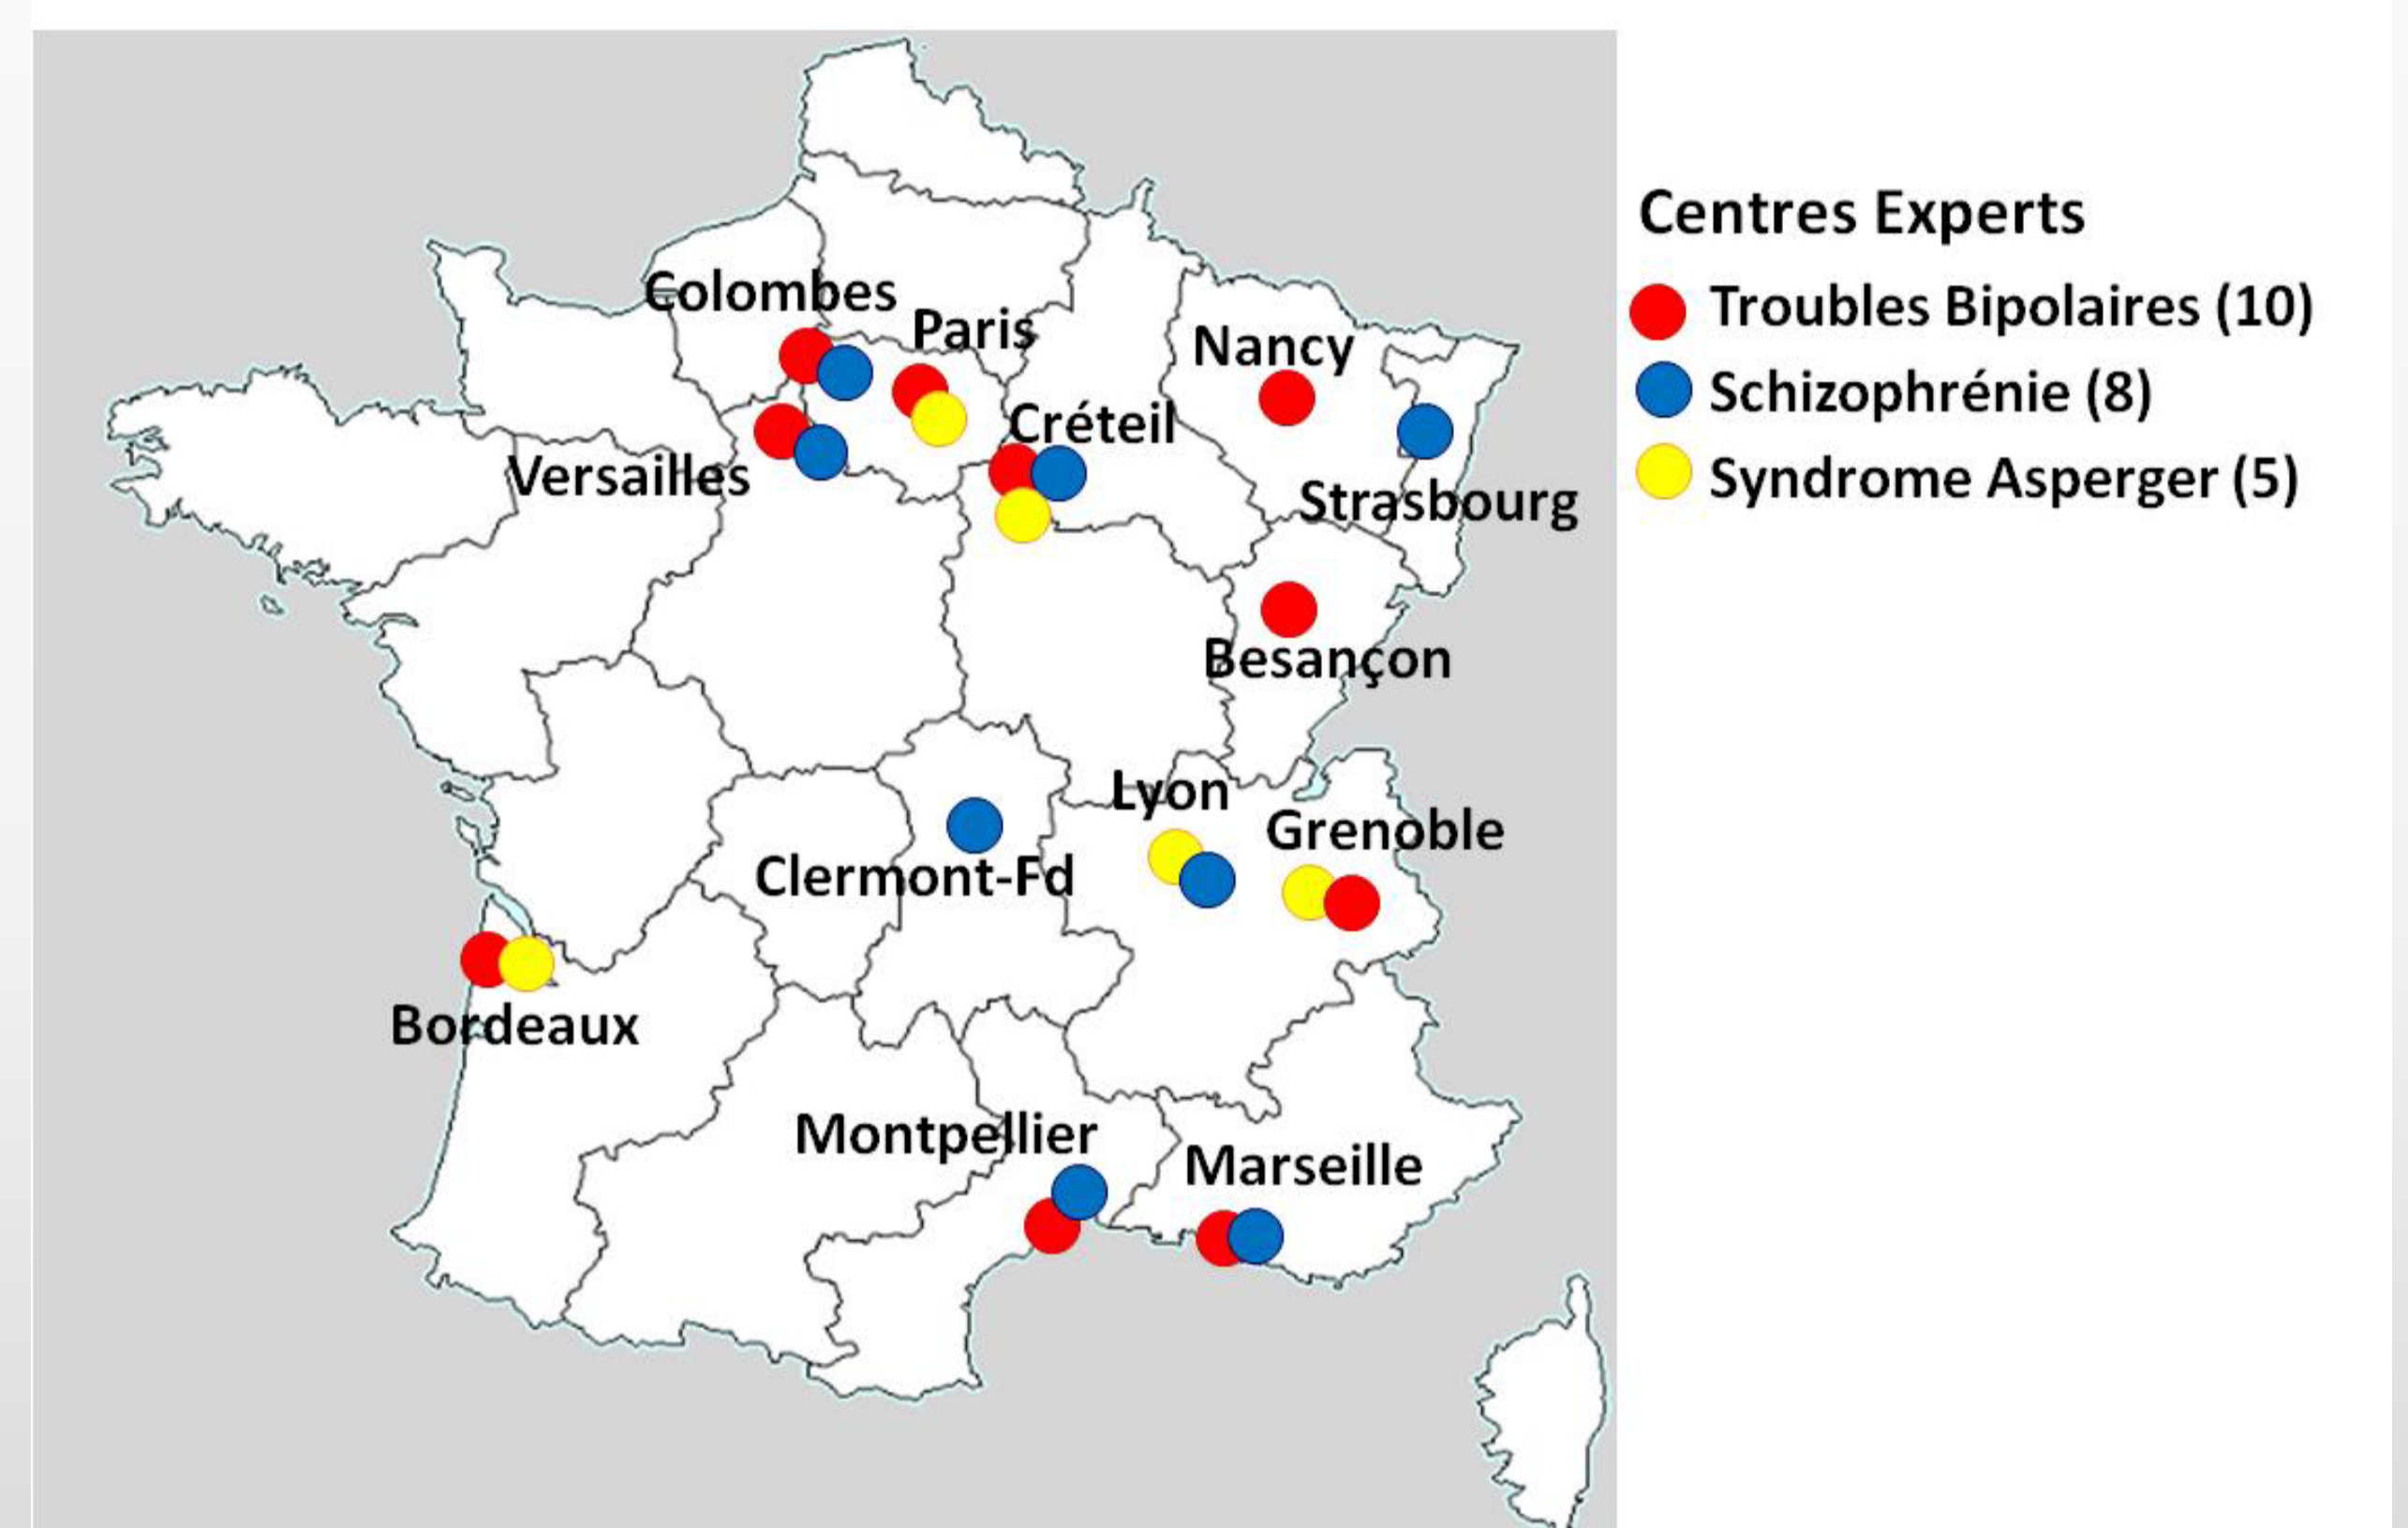 Centres Experts
Troubles Bipolaires (10)
Schizophrénie (8)
Syndrome Asperger (5)
Colombes
Paris
Nancy
Créteil
Versailles
Strasbourg
Besançon
Lyon
Grenoble
Clermont-Fd
Bordeaux
Montpellier
Marseille